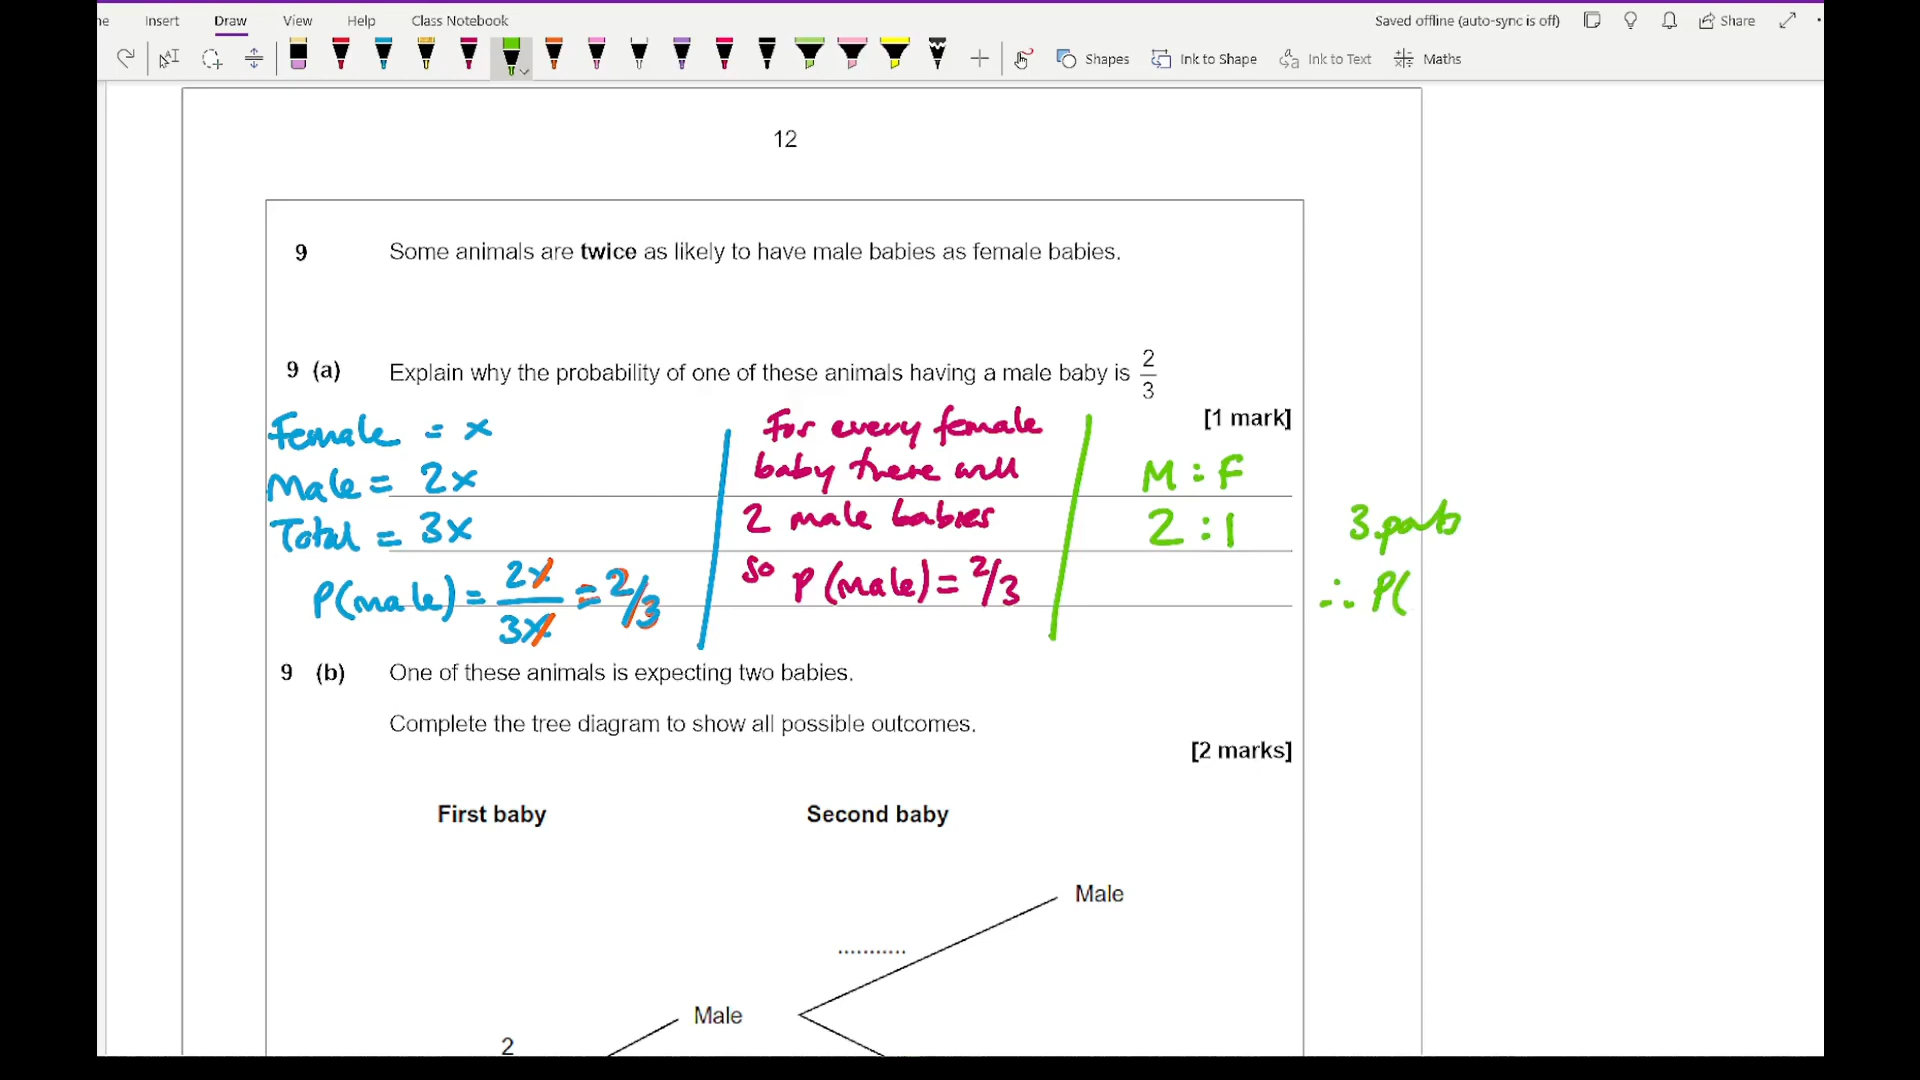 Insert Draw View Help Class Notebook
Saved offline (auto-sync is off) Share
Shapes Ink to Shape Ink to Text Maths
12
9 Some animals are twice as likely to have male babies as female babies.
9 (a) Explain why the probability of one of these animals having a male baby is 2/3
[1 mark]
Female = x
Male = 2x
Total = 3x
P(male) = 2x/3x = 2/3
For every female
baby there will
2 male babies
so P(male) = 2/3
M : F
2 : 1
3 parts
∴ P(
9 (b) One of these animals is expecting two babies.
Complete the tree diagram to show all possible outcomes.
[2 marks]
First baby Second baby
Male
...........
Male
2